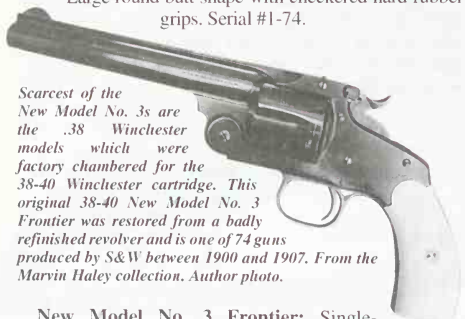 Large round butt shape with checkered hard rubber
grips. Serial #1-74.
Scarcest of the
New Model No. 3s are
the .38 Winchester
models which were
factory chambered for the
38-40 Winchester cartridge. This
original 38-40 New Model No. 3
Frontier was restored from a badly
refinished revolver and is one of 74 guns
produced by S&W between 1900 and 1907. From the
Marvin Haley collection. Author photo.
New Model No. 3 Frontier: Single-